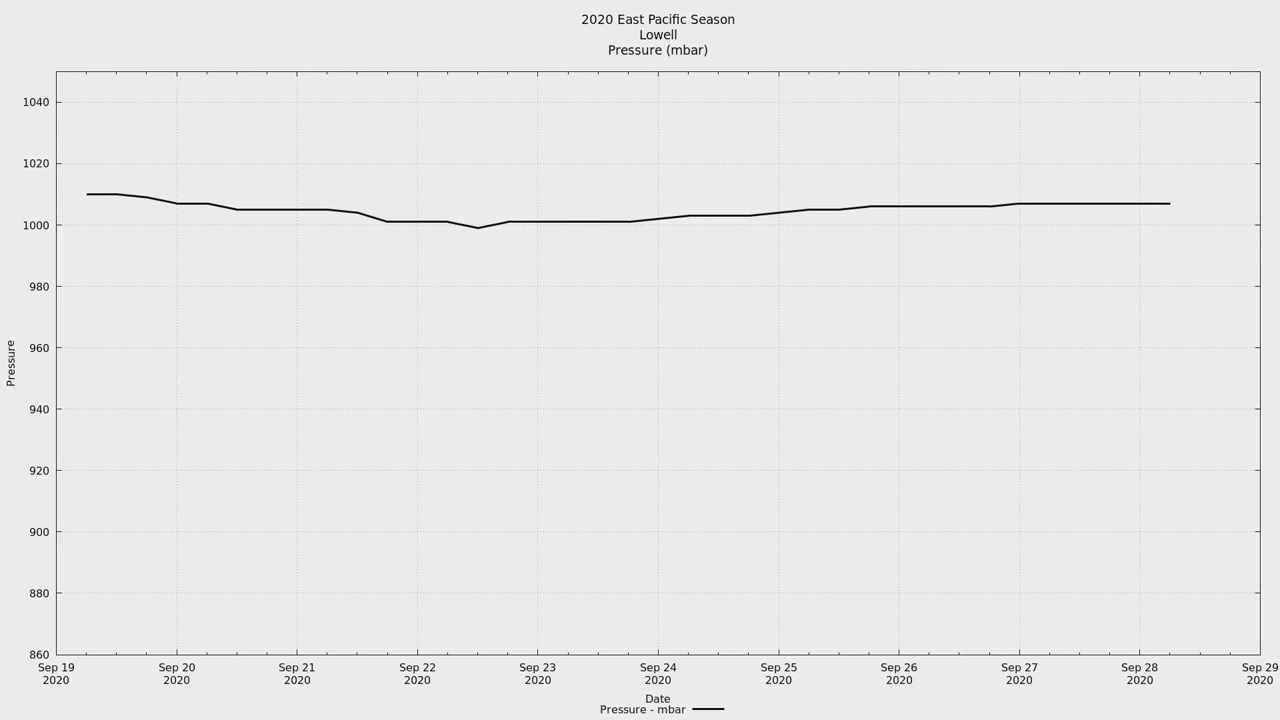 2020 East Pacific Season
Lowell
Pressure (mbar)
1040
1020
1000
980
960
940
920
900
880
860
Pressure
Sep 19 Sep 20 Sep 21 Sep 22 Sep 23 Sep 24 Sep 25 Sep 26 Sep 27 Sep 28 Sep 29
2020 2020 2020 2020 2020 2020 2020 2020 2020 2020 2020
Date
Pressure - mbar